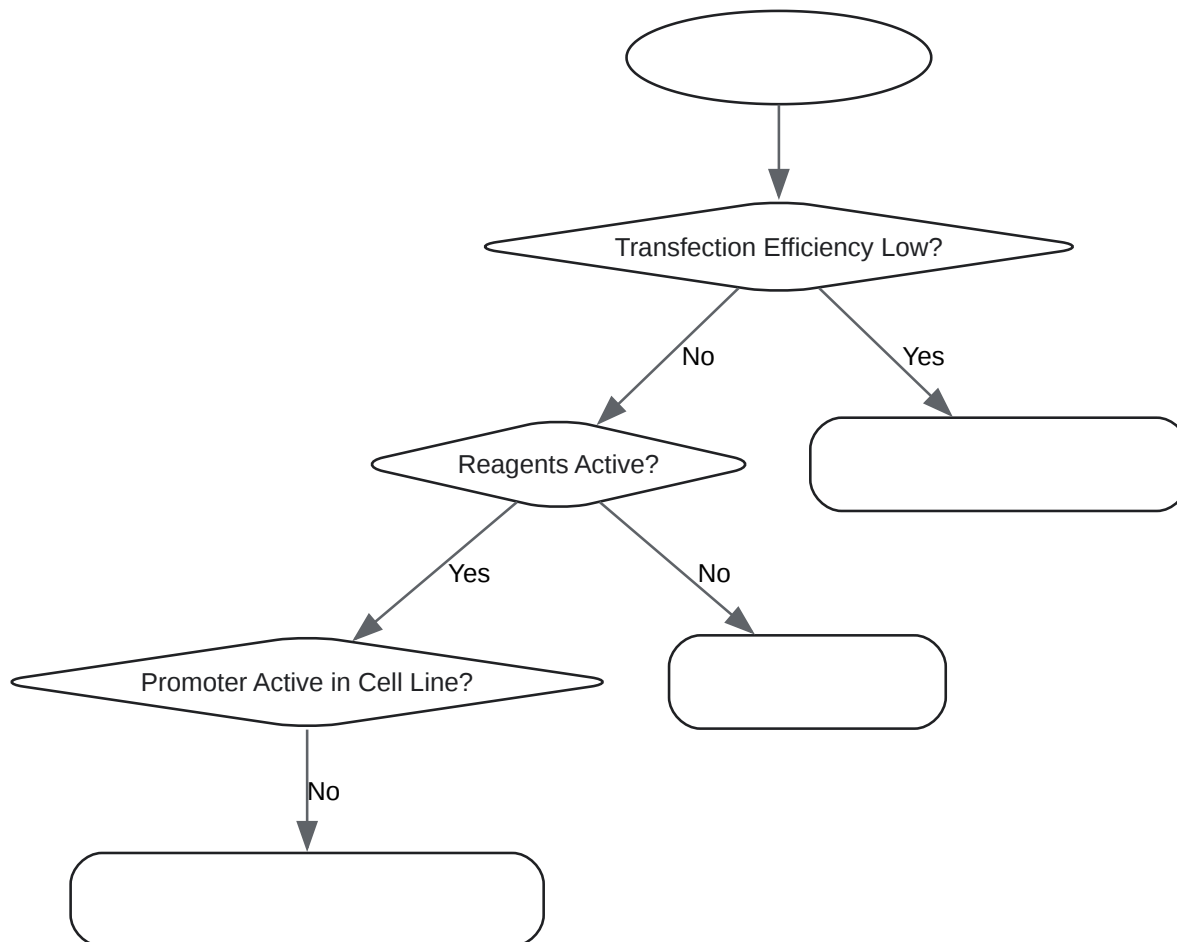 Transfection Efficiency Low?
No
Yes
Reagents Active?
Yes
No
Promoter Active in Cell Line?
No